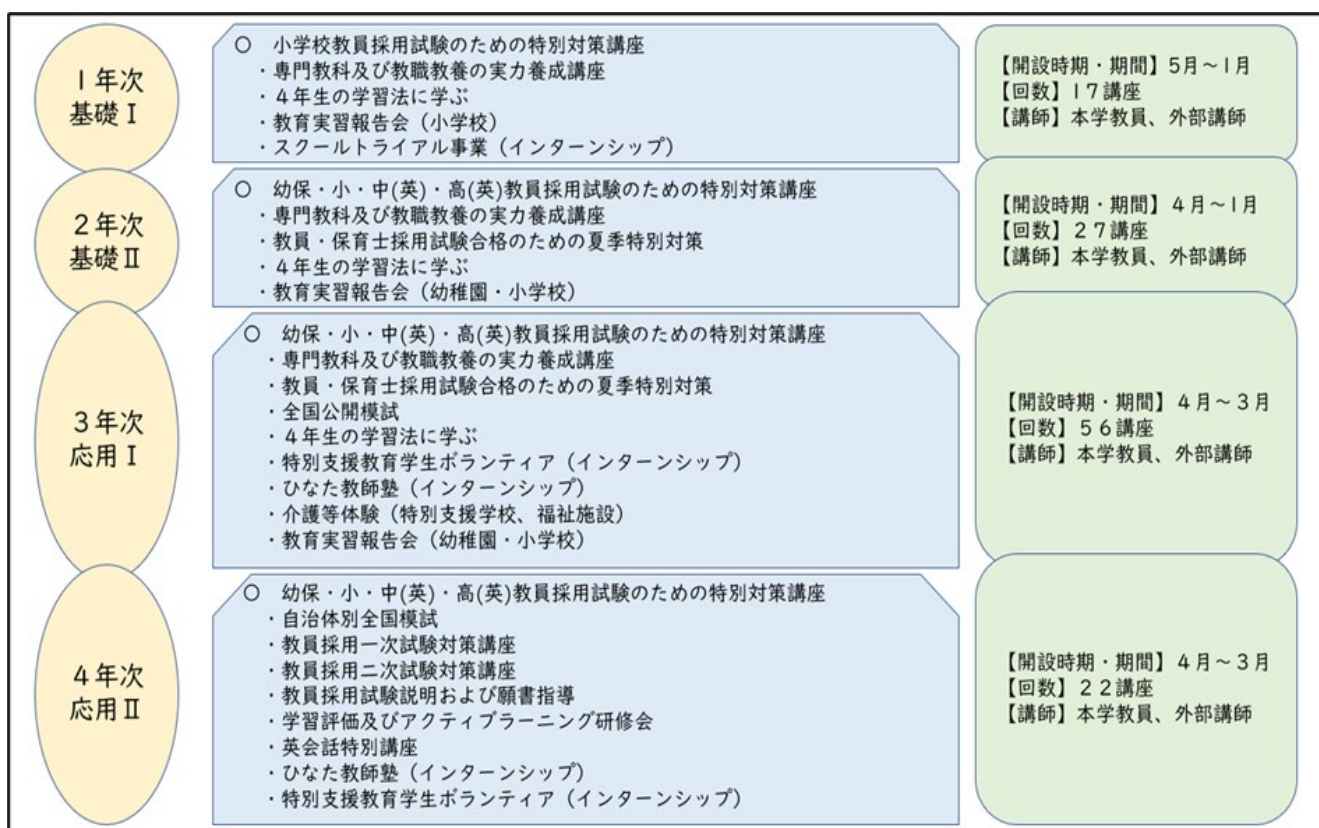 1年次
基礎Ⅰ
○　小学校教員採用試験のための特別対策講座
・専門教科及び教職教養の実力養成講座
・４年生の学習法に学ぶ
・教育実習報告会（小学校）
・スクールトライアル事業（インターンシップ）
【開設時期・期間】5月～1月
【回数】17講座
【講師】本学教員、外部講師
２年次
基礎Ⅱ
○　幼保・小・中(英)・高(英)教員採用試験のための特別対策講座
・専門教科及び教職教養の実力養成講座
・教員・保育士採用試験合格のための夏季特別対策
・４年生の学習法に学ぶ
・教育実習報告会（幼稚園・小学校）
【開設時期・期間】４月～1月
【回数】２７講座
【講師】本学教員、外部講師
３年次
応用Ⅰ
○　幼保・小・中(英)・高(英)教員採用試験のための特別対策講座
・専門教科及び教職教養の実力養成講座
・教員・保育士採用試験合格のための夏季特別対策
・全国公開模試
・４年生の学習法に学ぶ
・特別支援教育学生ボランティア（インターンシップ）
・ひなた教師塾（インターンシップ）
・介護等体験（特別支援学校、福祉施設）
・教育実習報告会（幼稚園・小学校）
【開設時期・期間】４月～３月
【回数】５６講座
【講師】本学教員、外部講師
４年次
応用Ⅱ
○　幼保・小・中(英)・高(英)教員採用試験のための特別対策講座
・自治体別全国模試
・教員採用一次試験対策講座
・教員採用二次試験対策講座
・教員採用試験説明および願書指導
・学習評価及びアクティブラーニング研修会
・英会話特別講座
・ひなた教師塾（インターンシップ）
・特別支援教育学生ボランティア（インターンシップ）
【開設時期・期間】４月～３月
【回数】２２講座
【講師】本学教員、外部講師